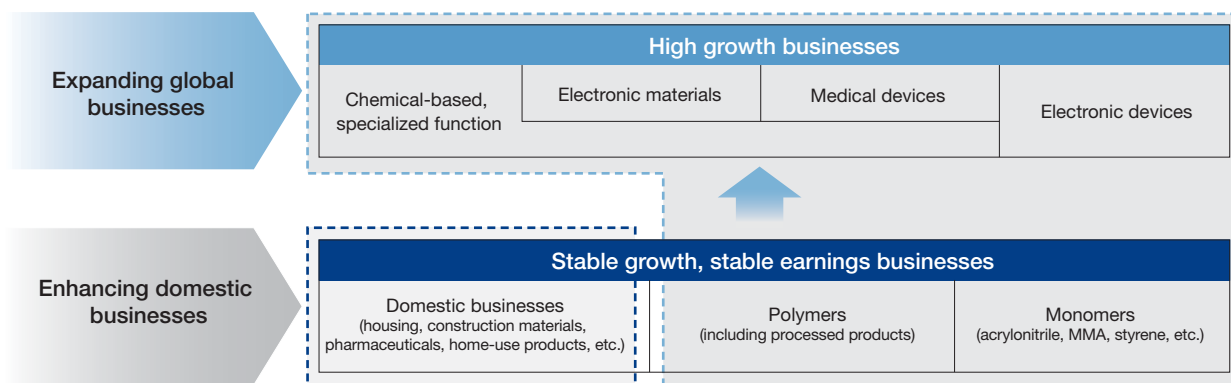 Expanding global
businesses
High growth businesses
Chemical-based,
specialized function
Electronic materials
Medical devices
Electronic devices
Enhancing domestic
businesses
Stable growth, stable earnings businesses
Domestic businesses
(housing, construction materials,
pharmaceuticals, home-use products, etc.)
Polymers
(including processed products)
Monomers
(acrylonitrile, MMA, styrene, etc.)